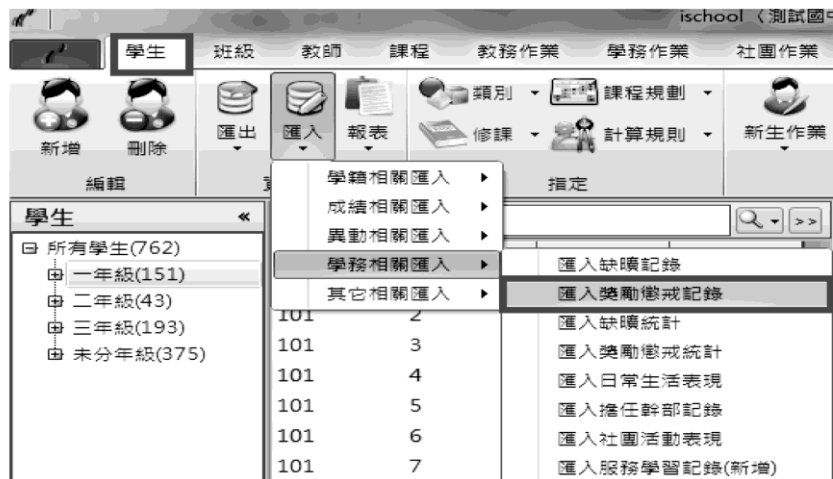 ischool 〈測試國中
學生 班級 教師 課程 教務作業 學務作業 社團作業
新增 刪除 匯出 匯入 報表 類別 課程規劃 修課 計算規則 新生作業
編輯 指定
學生 «
所有學生(762)
一年級(151)
二年級(43)
三年級(193)
未分年級(375)
學籍相關匯入
成績相關匯入
異動相關匯入
學務相關匯入
其它相關匯入
匯入缺曠記錄
匯入獎勵懲戒記錄
匯入缺曠統計
匯入獎勵懲戒統計
匯入日常生活表現
匯入擔任幹部記錄
匯入社團活動表現
匯入服務學習記錄(新增)
>>
101 2
101 3
101 4
101 5
101 6
101 7